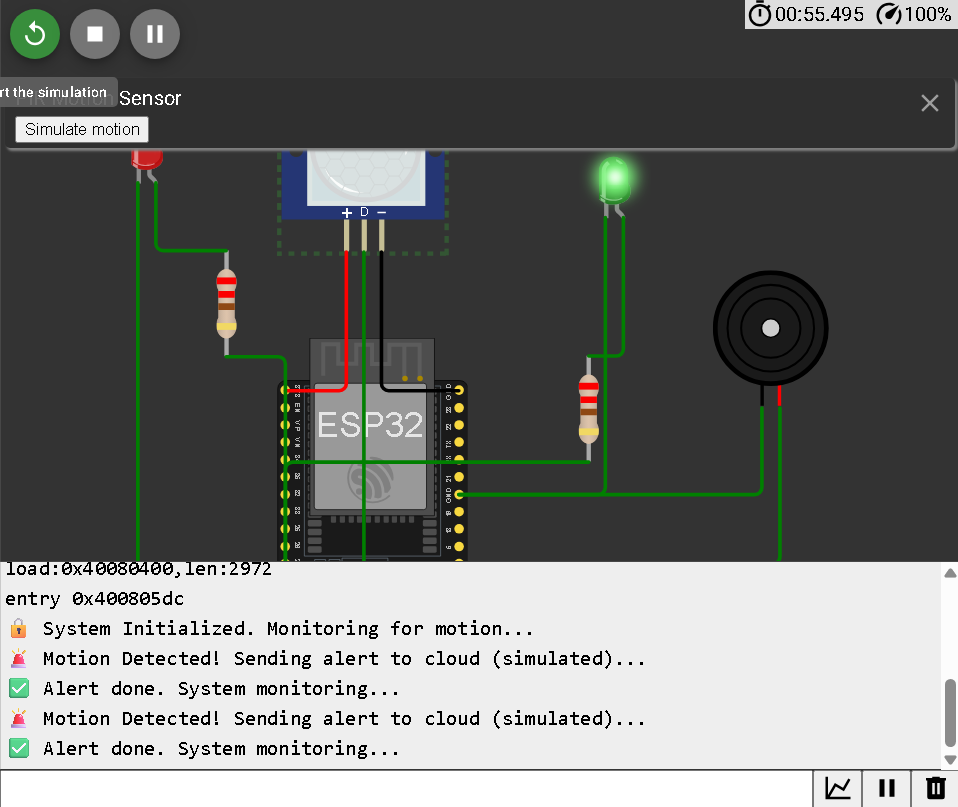 00:55.495 100%
rt the simulation
Motion Sensor
Simulate motion
+ D −
ESP32
load:0x40080400,len:2972
entry 0x400805dc
System Initialized. Monitoring for motion...
Motion Detected! Sending alert to cloud (simulated)...
Alert done. System monitoring...
Motion Detected! Sending alert to cloud (simulated)...
Alert done. System monitoring...